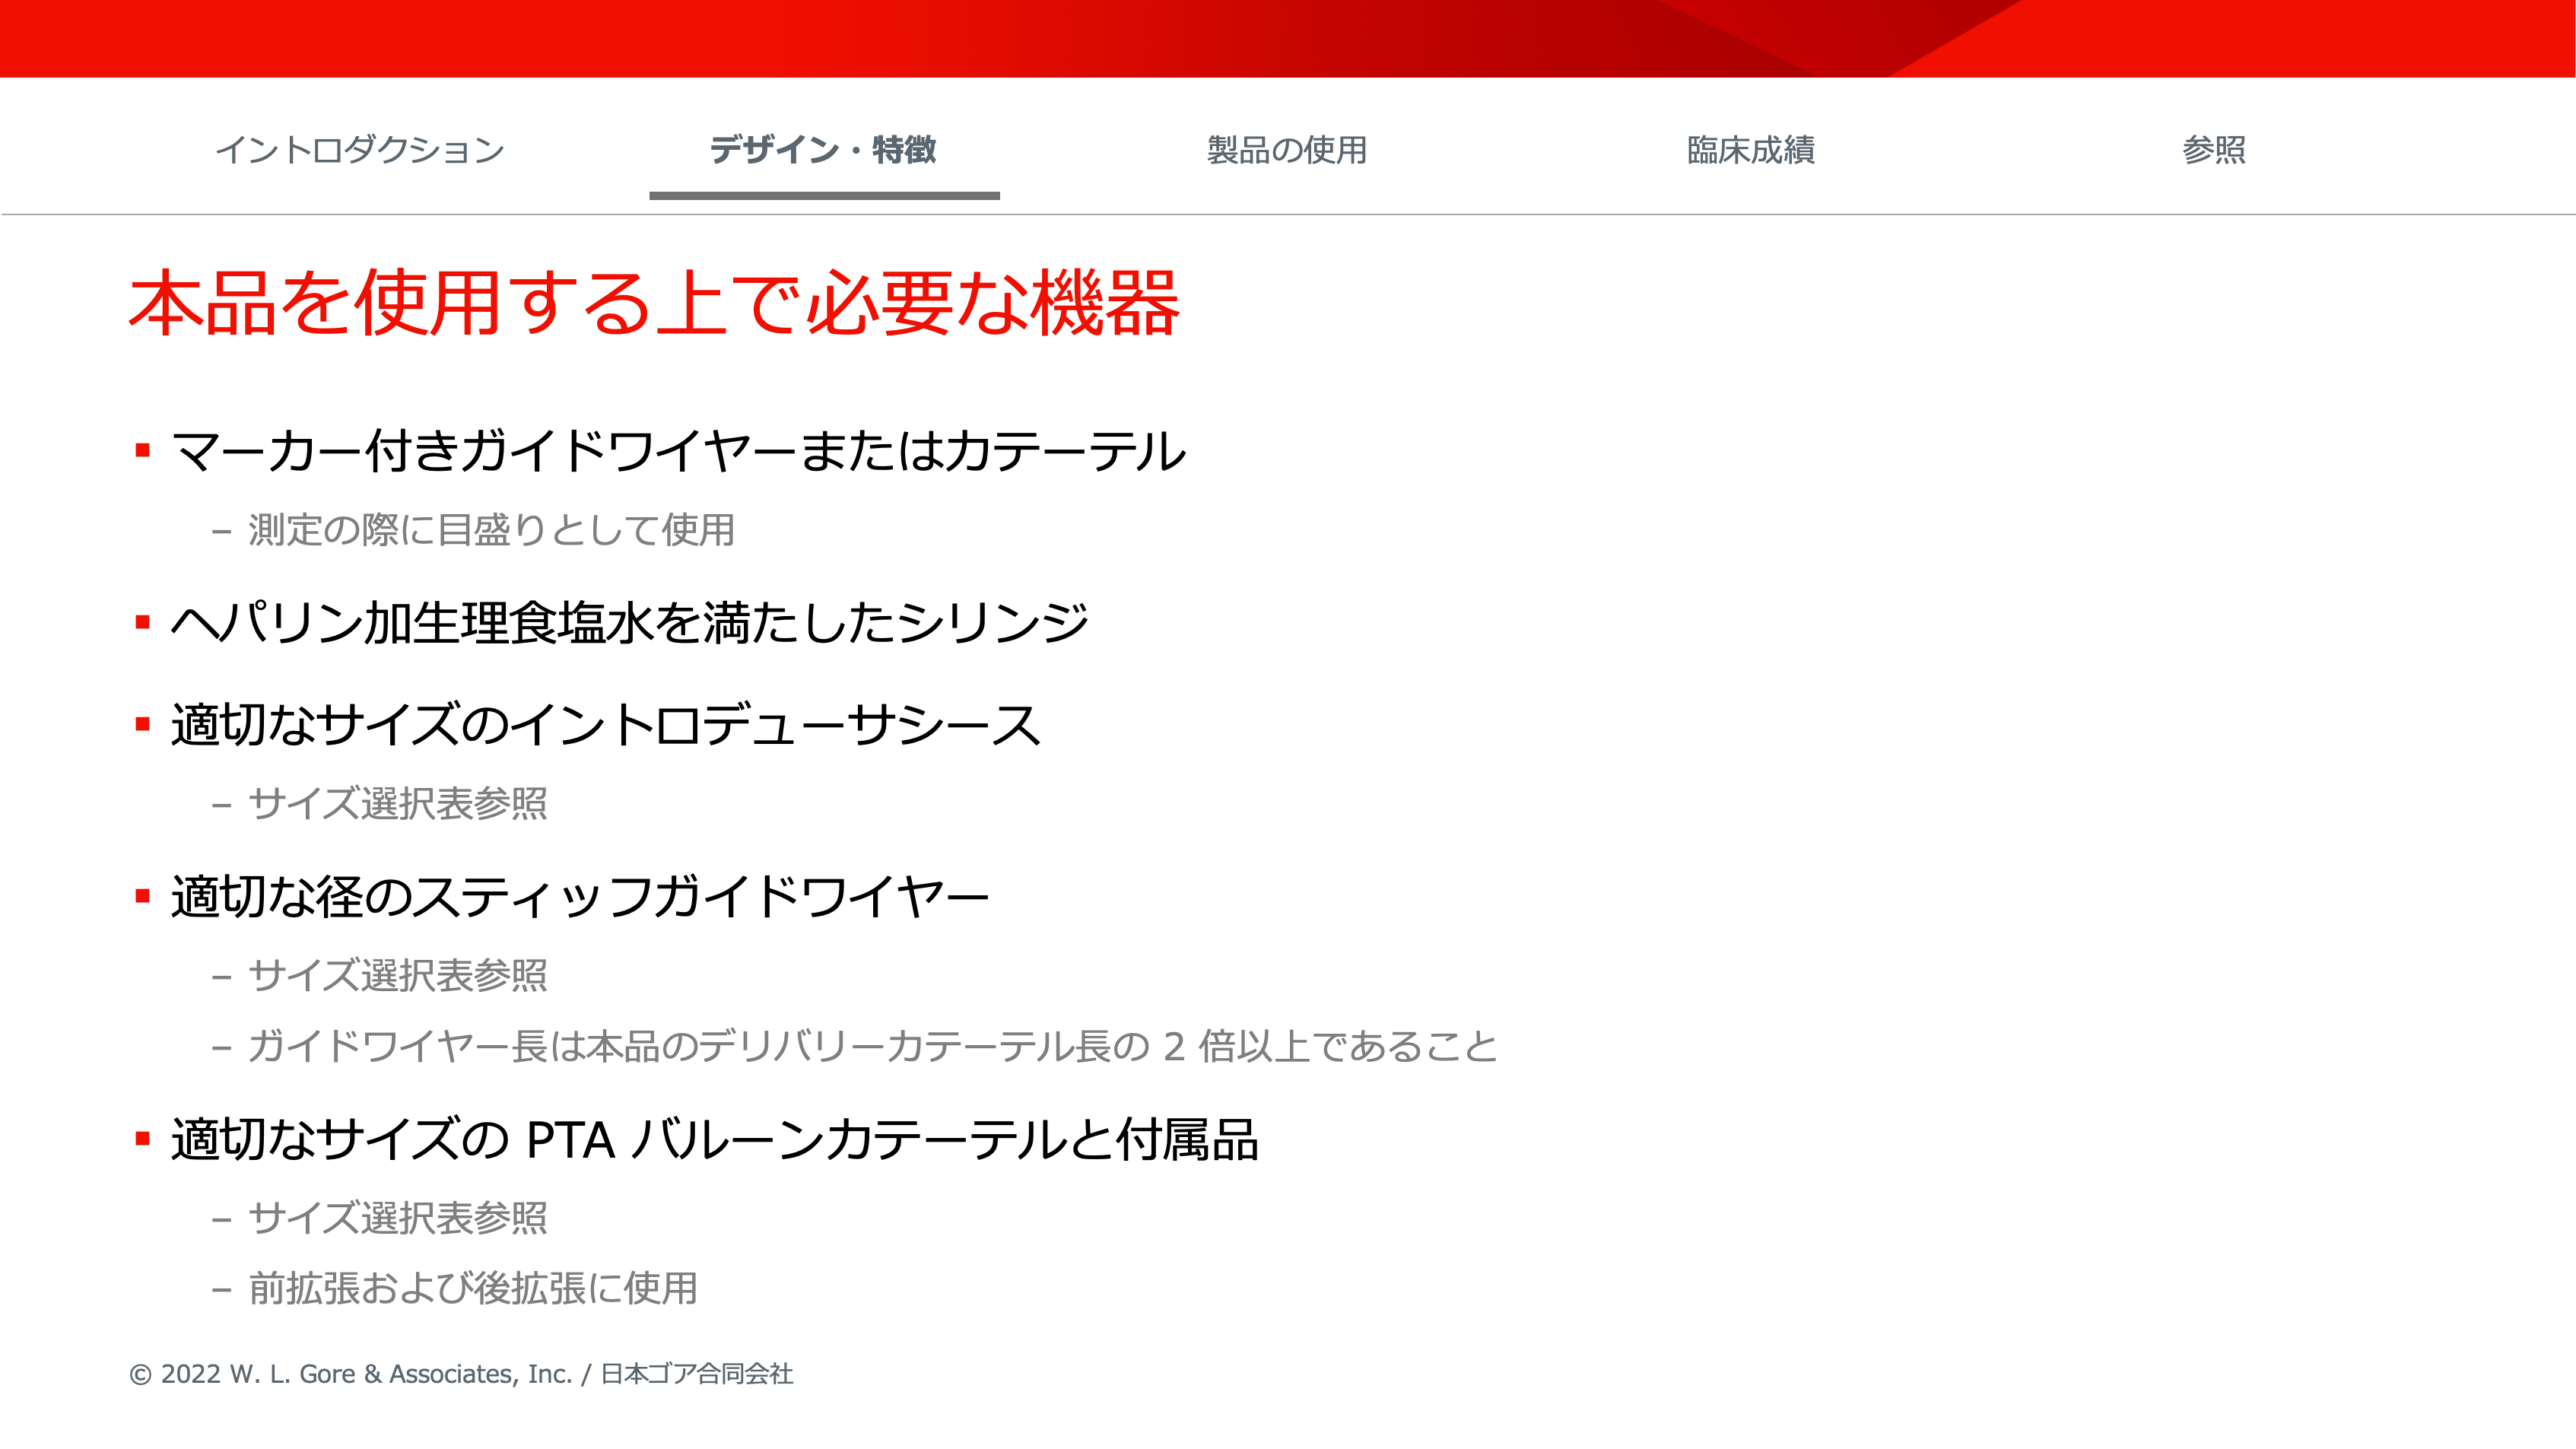 イントロダクション
デザイン・特徴
製品の使用
臨床成績
参照
本品を使用する上で必要な機器
▪ マーカー付きガイドワイヤーまたはカテーテル
– 測定の際に目盛りとして使用
▪ ヘパリン加生理食塩水を満たしたシリンジ
▪ 適切なサイズのイントロデューサシース
– サイズ選択表参照
▪ 適切な径のスティッフガイドワイヤー
– サイズ選択表参照
– ガイドワイヤー長は本品のデリバリーカテーテル長の 2 倍以上であること
▪ 適切なサイズの PTA バルーンカテーテルと付属品
– サイズ選択表参照
– 前拡張および後拡張に使用
© 2022 W. L. Gore & Associates, Inc. / 日本ゴア合同会社